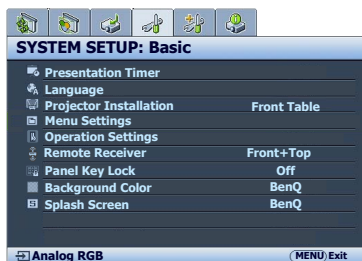 SYSTEM SETUP: Basic
Presentation Timer
Language
Projector Installation Front Table
Menu Settings
Operation Settings
Remote Receiver Front+Top
Panel Key Lock Off
Background Color BenQ
Splash Screen BenQ
Analog RGB MENU Exit